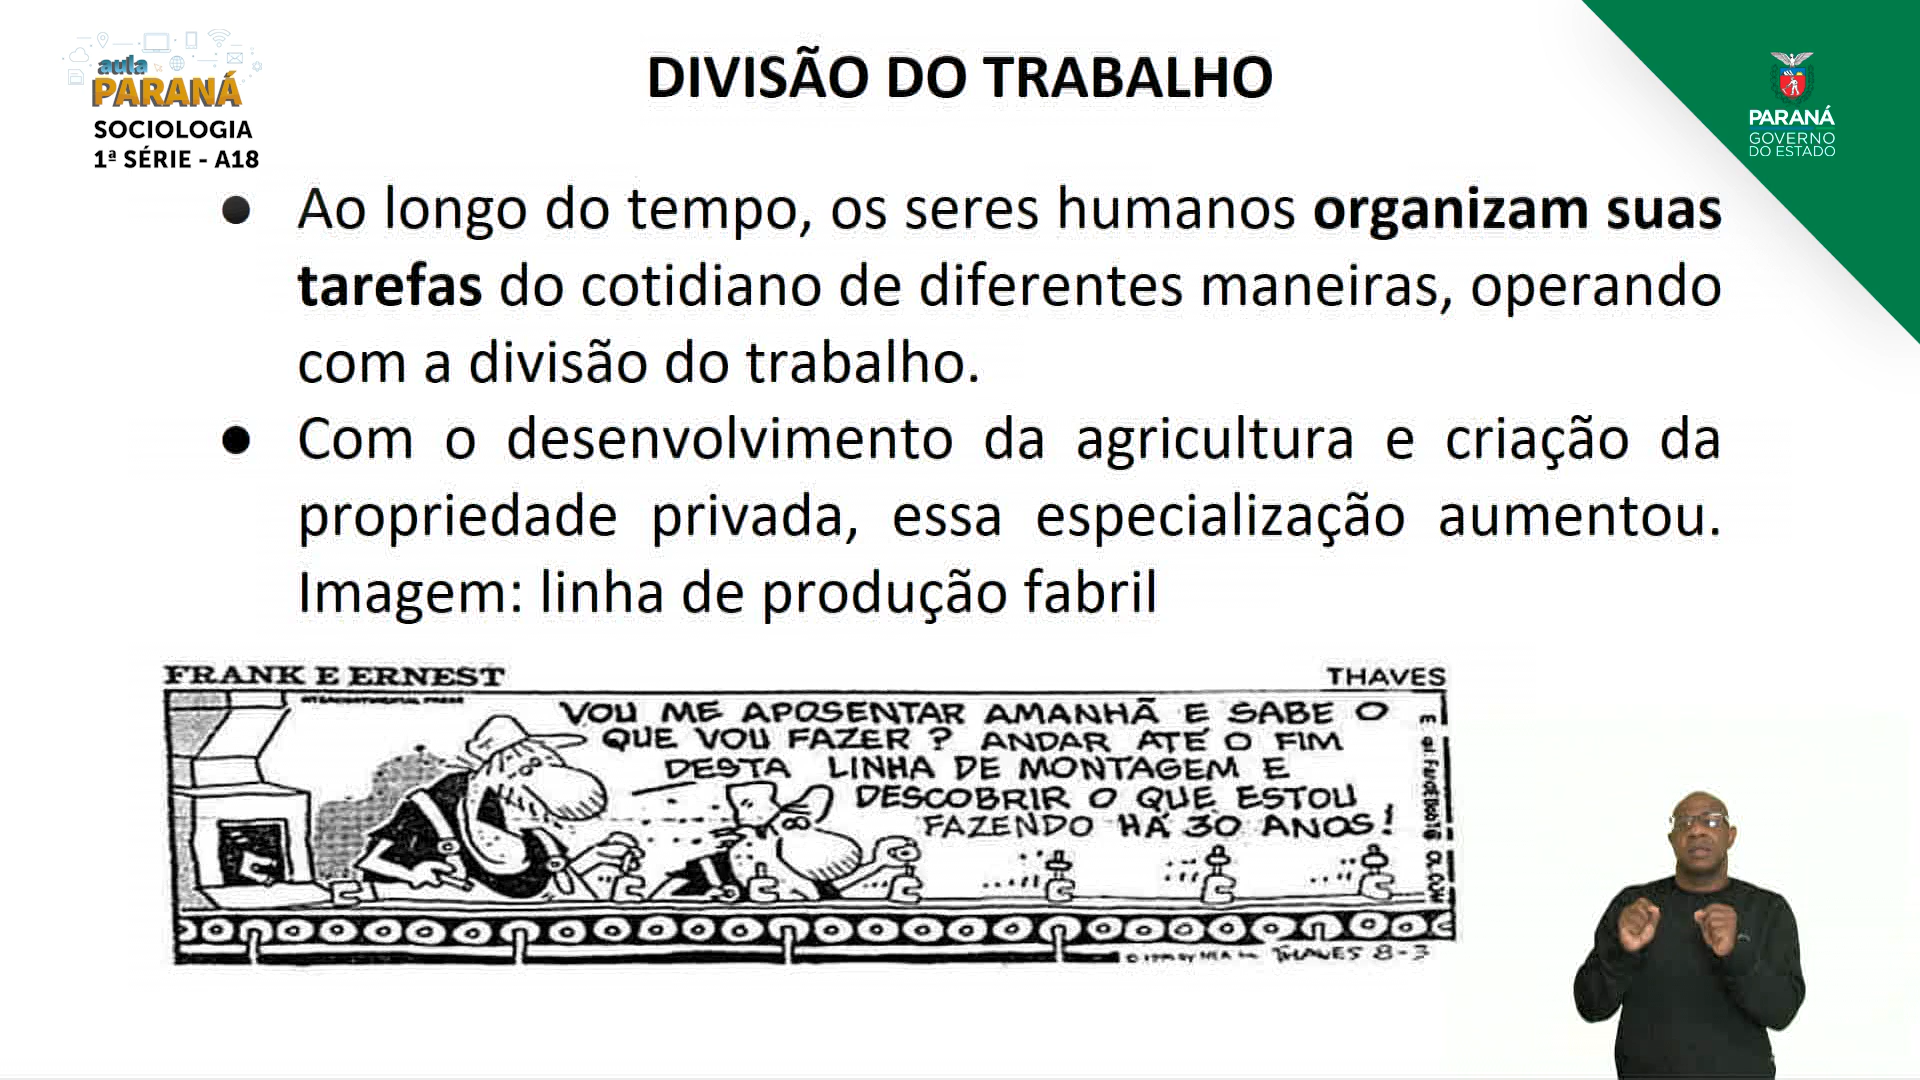 aula
PARANÁ
SOCIOLOGIA
1ª SÉRIE - A18
DIVISÃO DO TRABALHO
PARANÁ
GOVERNO
DO ESTADO
● Ao longo do tempo, os seres humanos organizam suas
tarefas do cotidiano de diferentes maneiras, operando
com a divisão do trabalho.
● Com o desenvolvimento da agricultura e criação da
propriedade privada, essa especialização aumentou.
Imagem: linha de produção fabril
FRANK E ERNEST
THAVES
VOU ME APOSENTAR AMANHÃ E SABE O
QUE VOU FAZER? ANDAR ATÉ O FIM
DESTA LINHA DE MONTAGEM E
DESCOBRIR O QUE ESTOU
FAZENDO HÁ 30 ANOS!
THAVES 8-3